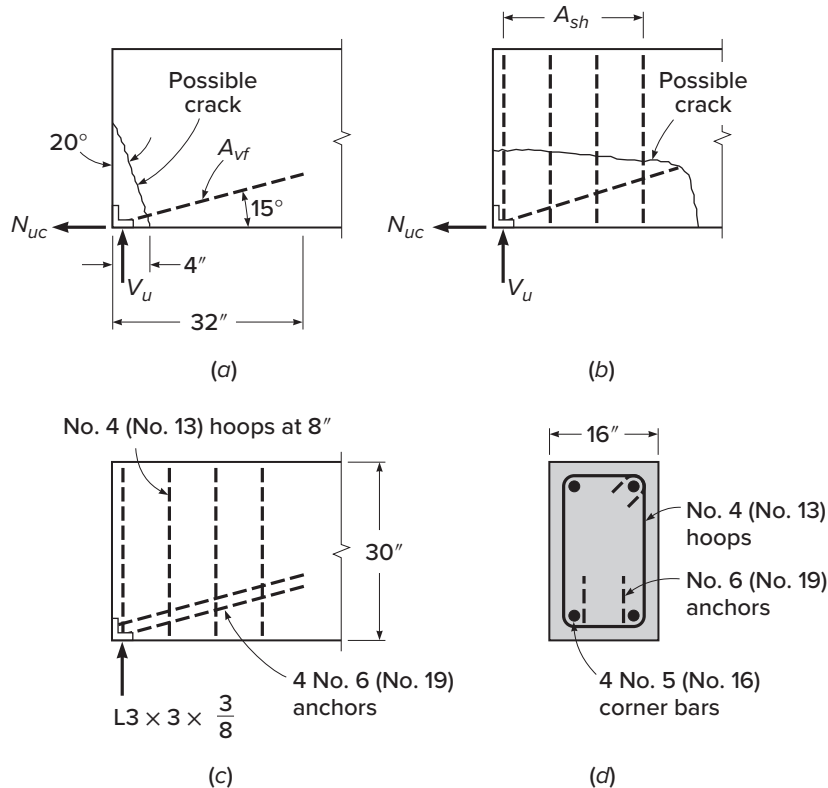 A_sh
Possible
crack
20°
A_vf
15°
N_uc
4″
V_u
32″
(a)
Possible
crack
N_uc
V_u
(b)
No. 4 (No. 13) hoops at 8″
30″
4 No. 6 (No. 19)
anchors
L3 × 3 × 3/8
(c)
16″
No. 4 (No. 13)
hoops
No. 6 (No. 19)
anchors
4 No. 5 (No. 16)
corner bars
(d)